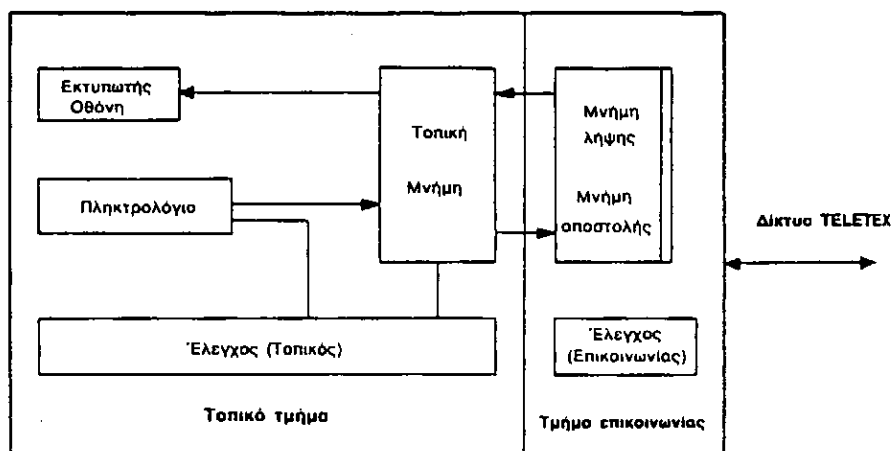 Εκτυπωτής
Οθόνη
Τοπική
Μνήμη
Μνήμη
λήψης
Μνήμη
αποστολής
Πληκτρολόγιο
Δίκτυο TELETEX
Έλεγχος (Τοπικός)
Έλεγχος
(Επικοινωνίας)
Τοπικό τμήμα
Τμήμα επικοινωνίας